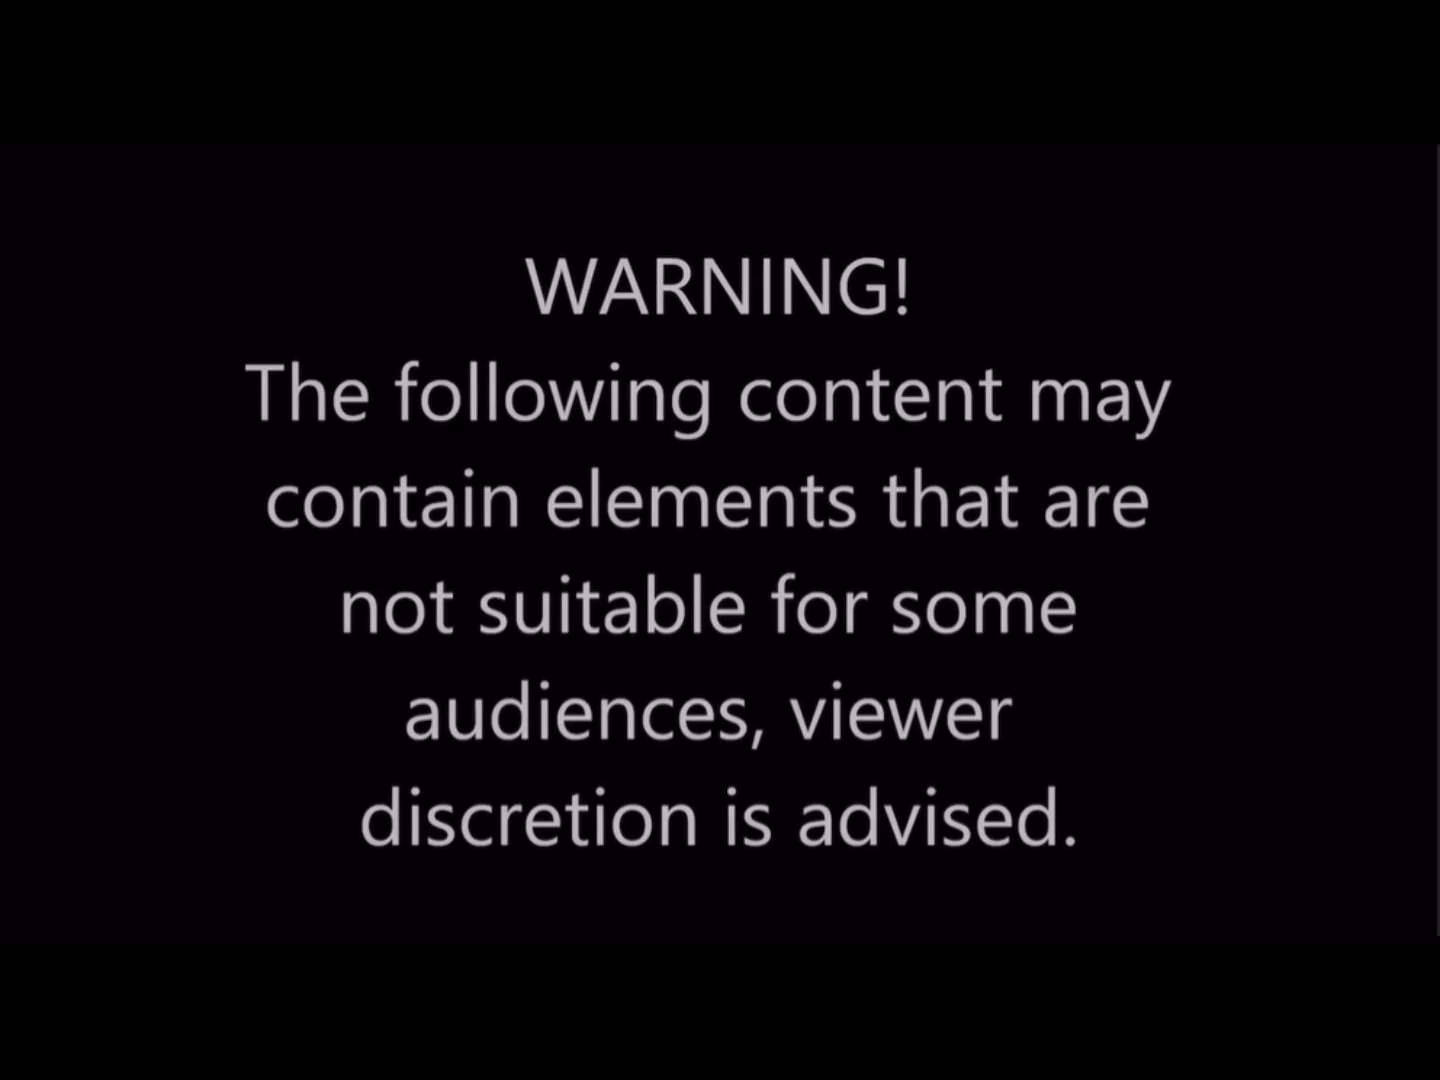 WARNING!
The following content may
contain elements that are
not suitable for some
audiences, viewer
discretion is advised.